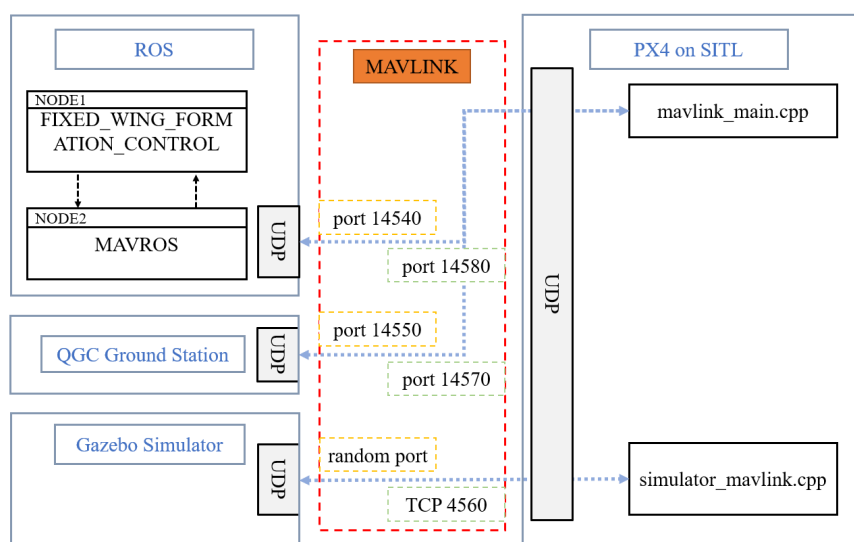 ROS
NODE1
FIXED_WING_FORM
ATION_CONTROL
NODE2
MAVROS
UDP
QGC Ground Station
UDP
Gazebo Simulator
UDP
MAVLINK
port 14540
port 14580
port 14550
port 14570
random port
TCP 4560
PX4 on SITL
UDP
mavlink_main.cpp
simulator_mavlink.cpp